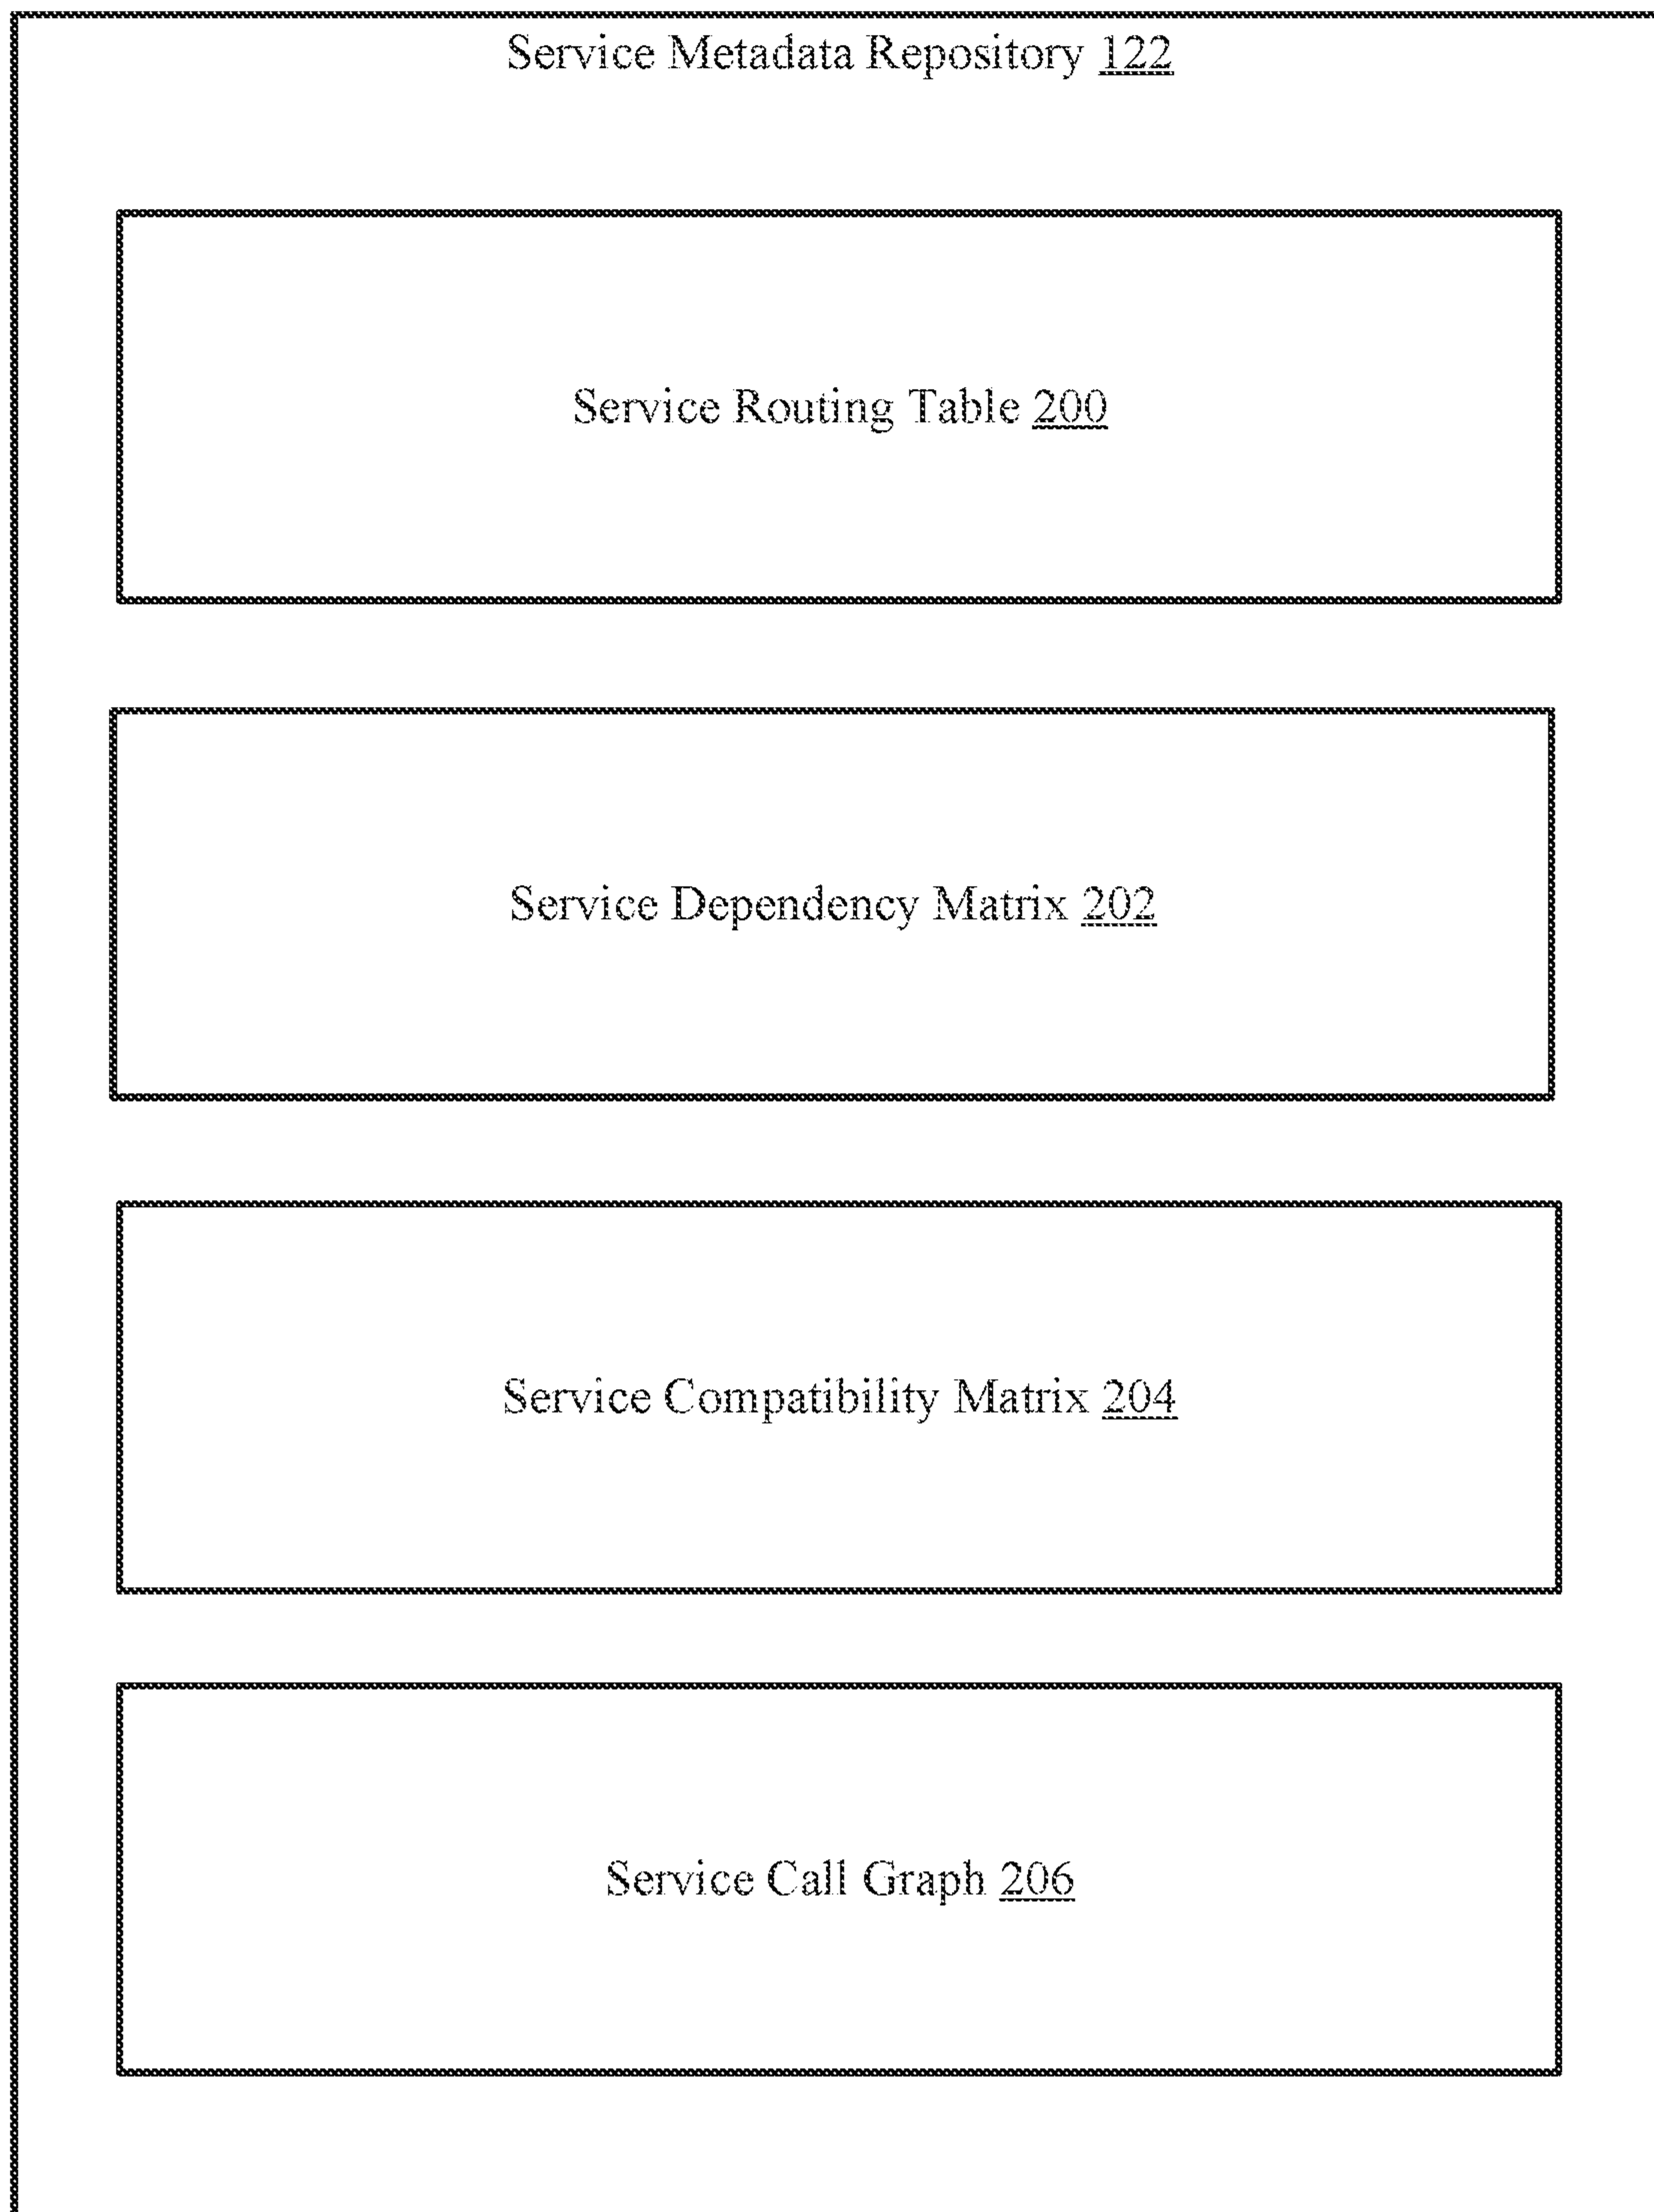 Service Metadata Repository 122
Service Routing Table 200
Service Dependency Matrix 202
Service Compatibility Matrix 204
Service Call Graph 206